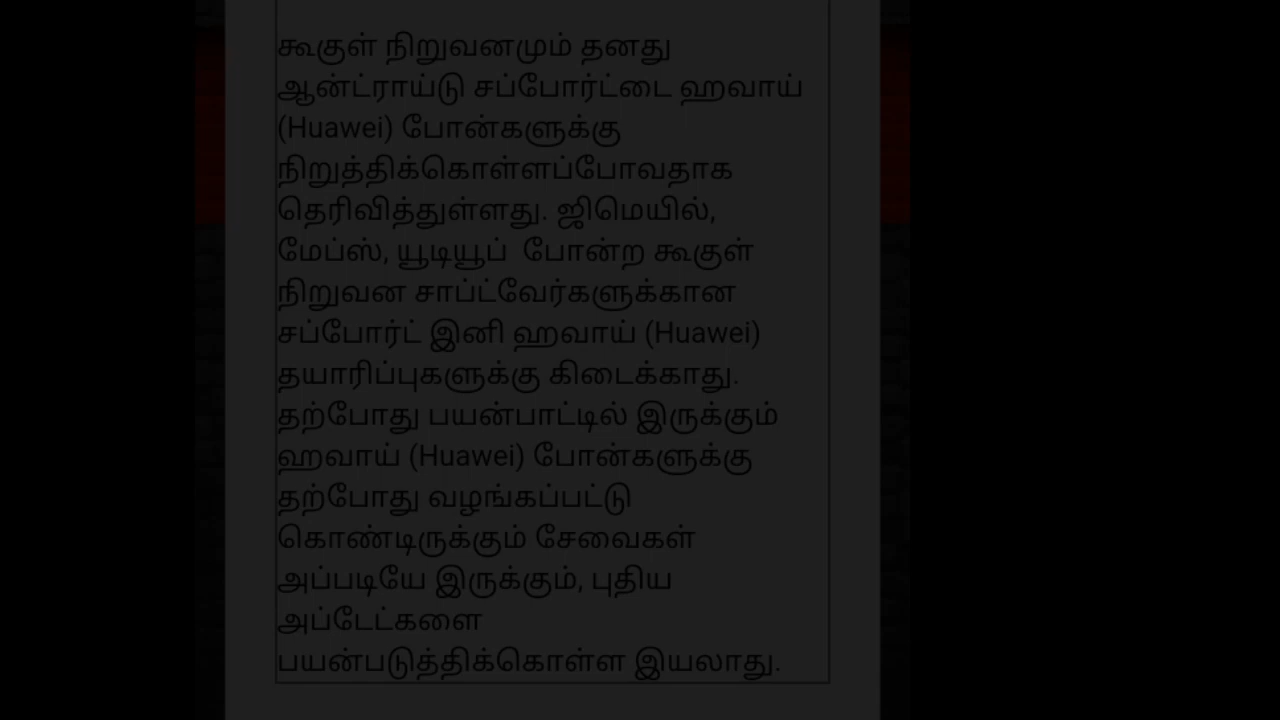 கூகுள் நிறுவனமும் தனது
ஆன்ட்ராய்டு சப்போர்ட்டை ஹவாய்
(Huawei) போன்களுக்கு
நிறுத்திக்கொள்ளப்போவதாக
தெரிவித்துள்ளது. ஜிமெயில்,
மேப்ஸ், யூடியூப் போன்ற கூகுள்
நிறுவன சாப்ட்வேர்களுக்கான
சப்போர்ட் இனி ஹவாய் (Huawei)
தயாரிப்புகளுக்கு கிடைக்காது.
தற்போது பயன்பாட்டில் இருக்கும்
ஹவாய் (Huawei) போன்களுக்கு
தற்போது வழங்கப்பட்டு
கொண்டிருக்கும் சேவைகள்
அப்படியே இருக்கும், புதிய
அப்டேட்களை
பயன்படுத்திக்கொள்ள இயலாது.